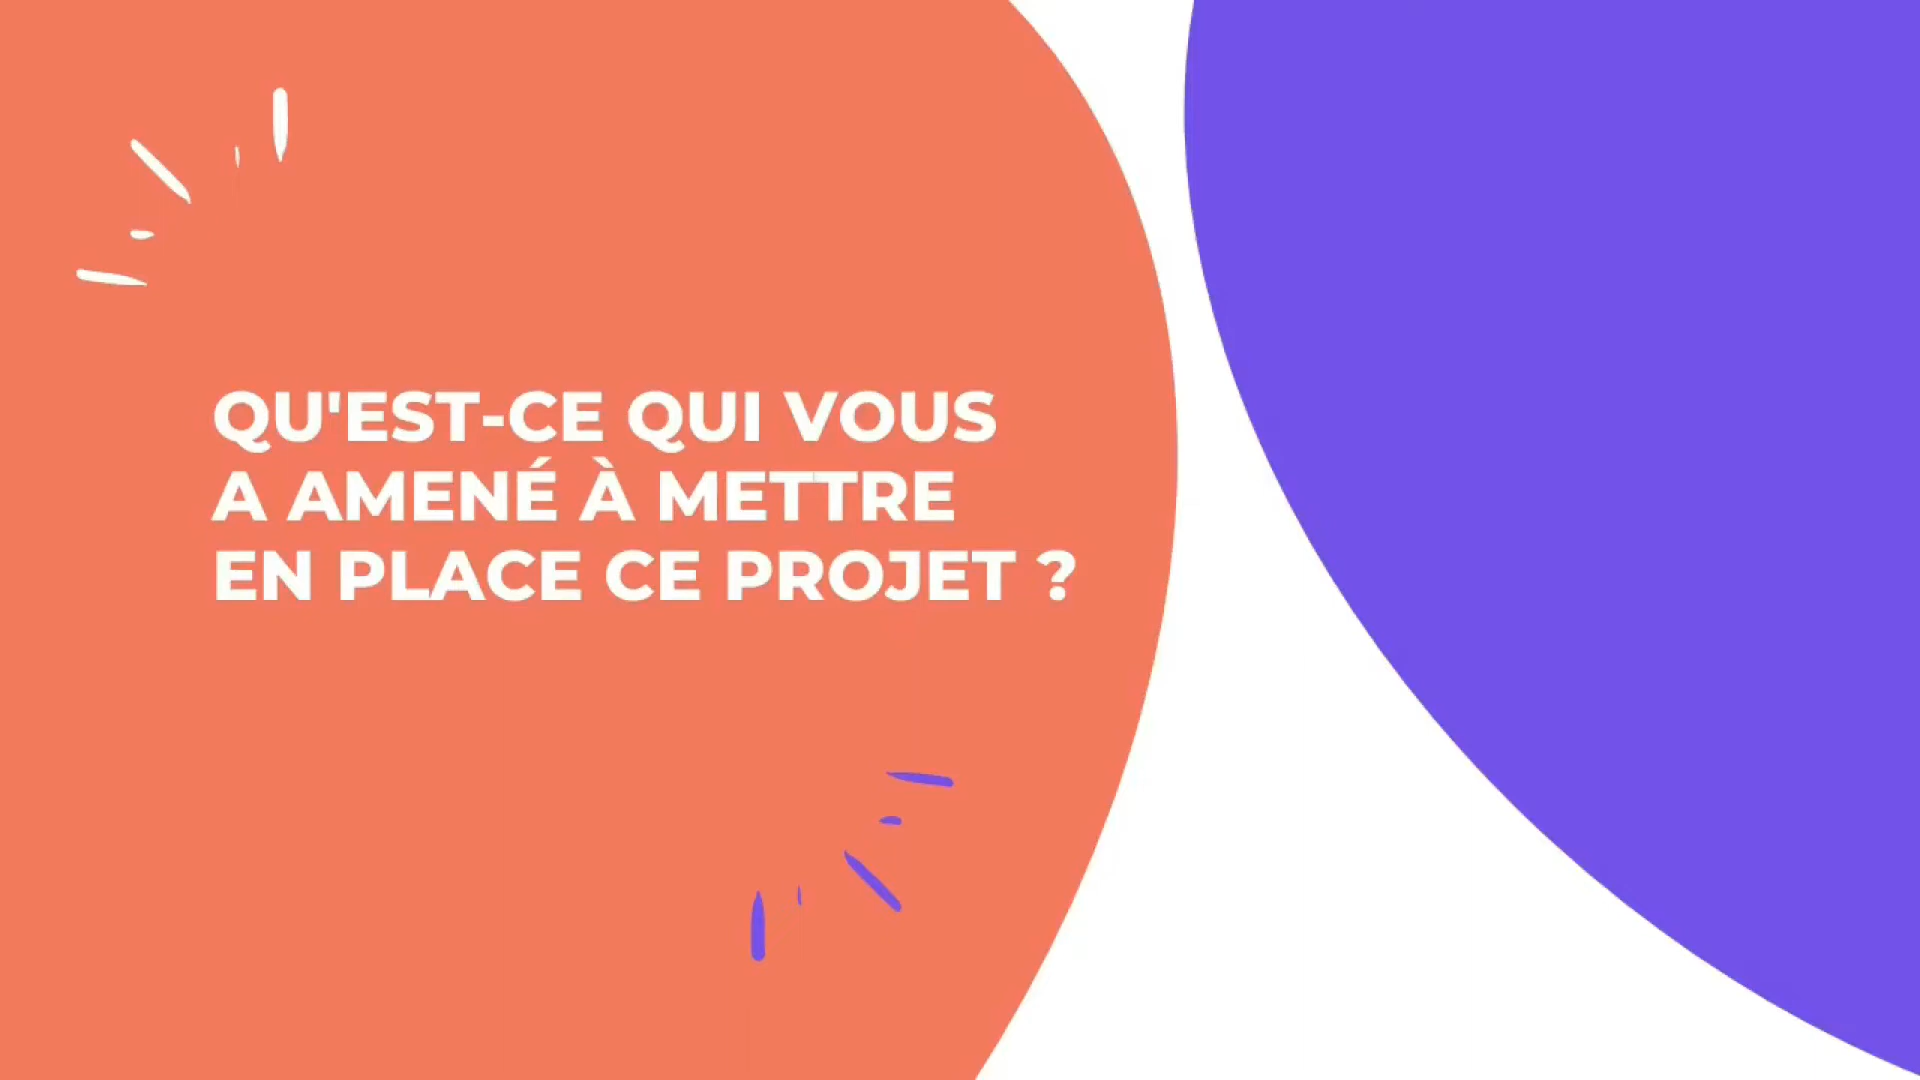 QU'EST-CE QUI VOUS
A AMENÉ À METTRE
EN PLACE CE PROJET ?